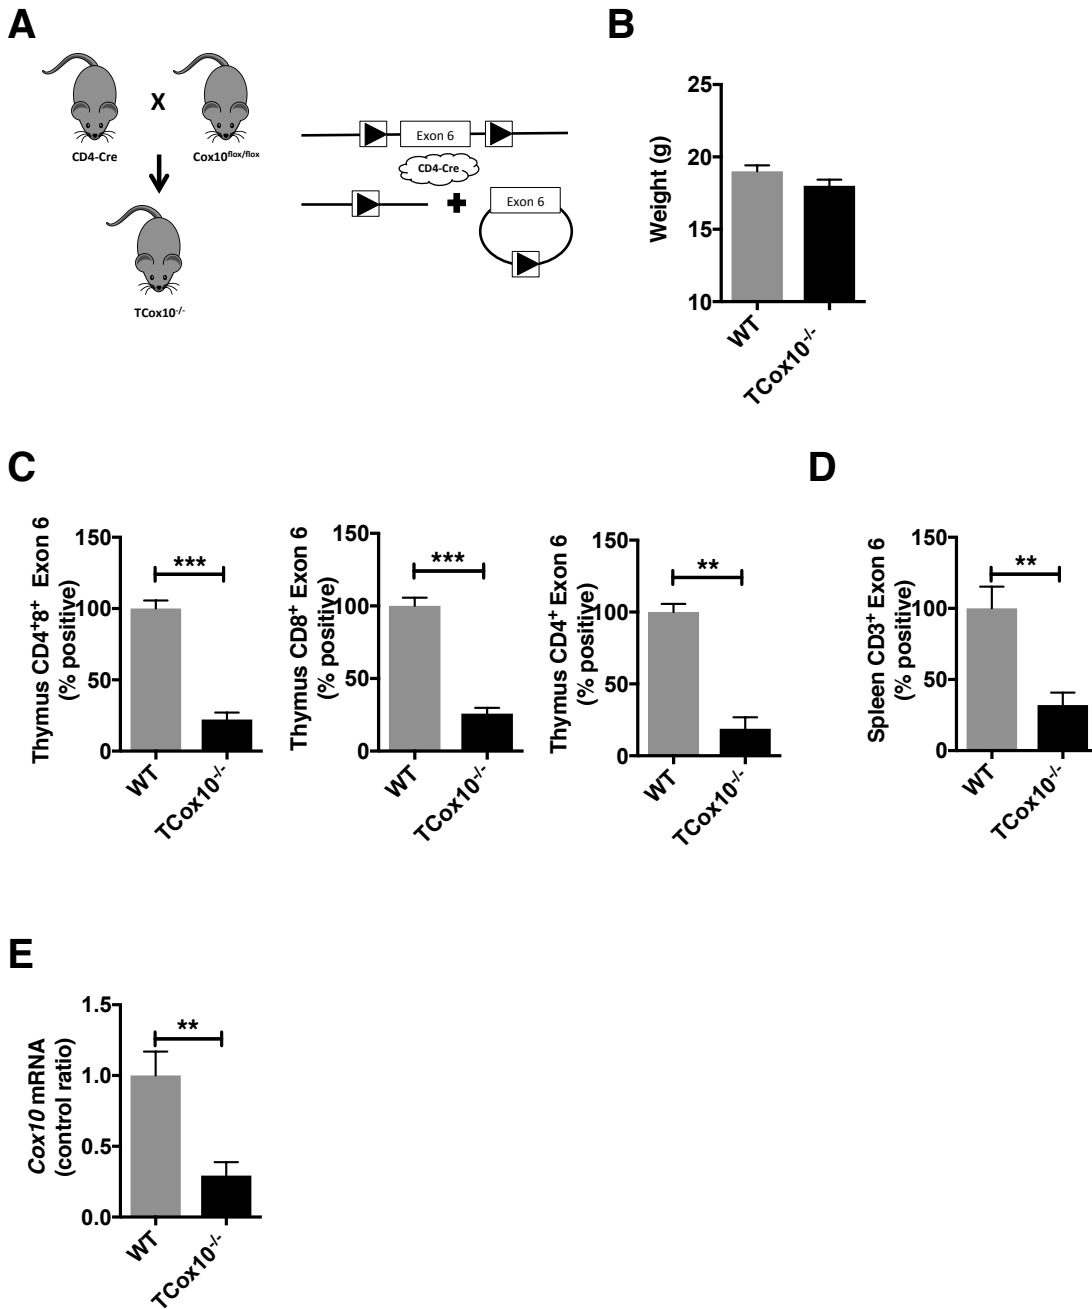 A
X
CD4-Cre
Cox10flox/flox
TCox10-/-
Exon 6
CD4-Cre
Exon 6
B
Weight (g)
25
20
15
10
WT
TCox10-/-
C
Thymus CD4+8+ Exon 6
(% positive)
150
100
50
0
***
WT
TCox10-/-
Thymus CD8+ Exon 6
(% positive)
150
100
50
0
***
WT
TCox10-/-
Thymus CD4+ Exon 6
(% positive)
150
100
50
0
**
WT
TCox10-/-
D
Spleen CD3+ Exon 6
(% positive)
150
100
50
0
**
WT
TCox10-/-
E
Cox10 mRNA
(control ratio)
1.5
1.0
0.5
0.0
**
WT
TCox10-/-